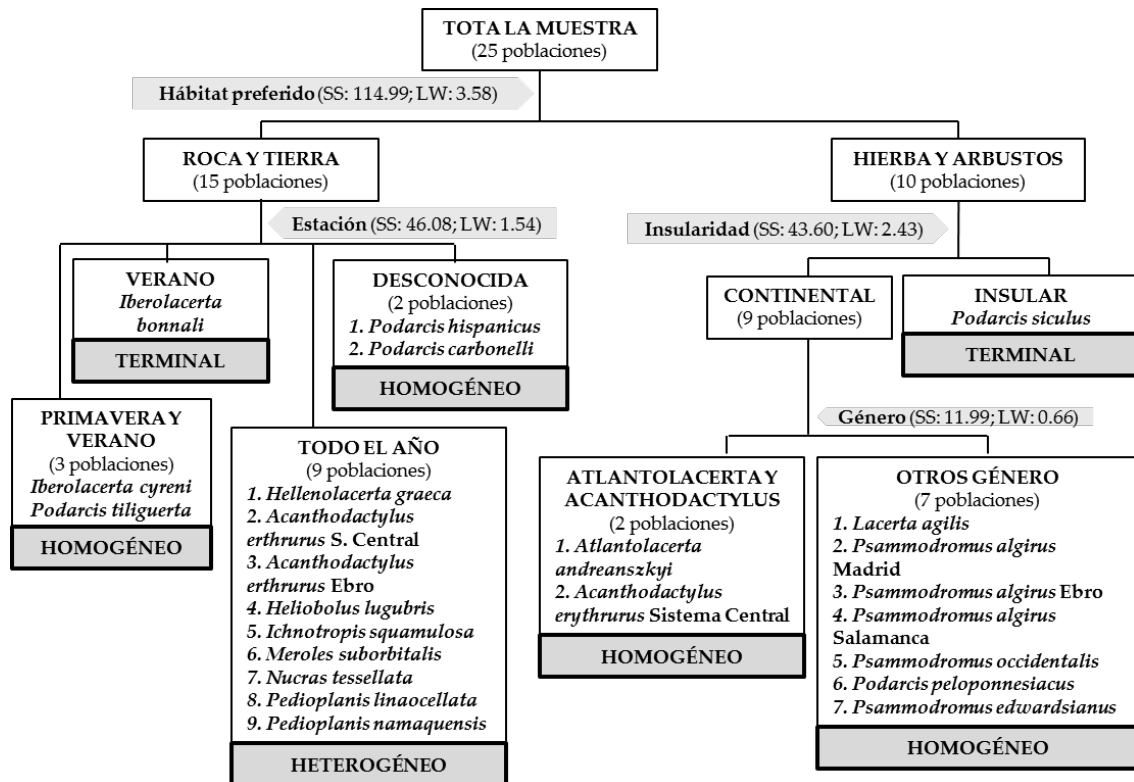 TOTA LA MUESTRA
(25 poblaciones)
Hábitat preferido (SS: 114.99; LW: 3.58)
ROCA Y TIERRA
(15 poblaciones)
HIERBA Y ARBUSTOS
(10 poblaciones)
Estación (SS: 46.08; LW: 1.54)
Insularidad (SS: 43.60; LW: 2.43)
VERANO
Iberolacerta
bonnali
TERMINAL
DESCONOCIDA
(2 poblaciones)
1. Podarcis hispanicus
2. Podarcis carbonelli
HOMOGÉNEO
CONTINENTAL
(9 poblaciones)
INSULAR
Podarcis siculus
TERMINAL
PRIMAVERA Y
VERANO
(3 poblaciones)
Iberolacerta cyreni
Podarcis tiliguerta
HOMOGÉNEO
TODO EL AÑO
(9 poblaciones)
1. Hellenolacerta graeca
2. Acanthodactylus
erthrurus S. Central
3. Acanthodactylus
erthrurus Ebro
4. Heliobolus lugubris
5. Ichnotropis squamulosa
6. Meroles suborbitalis
7. Nucras tessellata
8. Pedioplanis linaocellata
9. Pedioplanis namaquensis
HETEROGÉNEO
Género (SS: 11.99; LW: 0.66)
ATLANTOLACERTA Y
ACANTHODACTYLUS
(2 poblaciones)
1. Atlantolacerta
andreanszkyi
2. Acanthodactylus
erythrurus Sistema Central
HOMOGÉNEO
OTROS GÉNERO
(7 poblaciones)
1. Lacerta agilis
2. Psammodromus algirus
Madrid
3. Psammodromus algirus Ebro
4. Psammodromus algirus
Salamanca
5. Psammodromus occidentalis
6. Podarcis peloponnesiacus
7. Psammodromus edwardsianus
HOMOGÉNEO